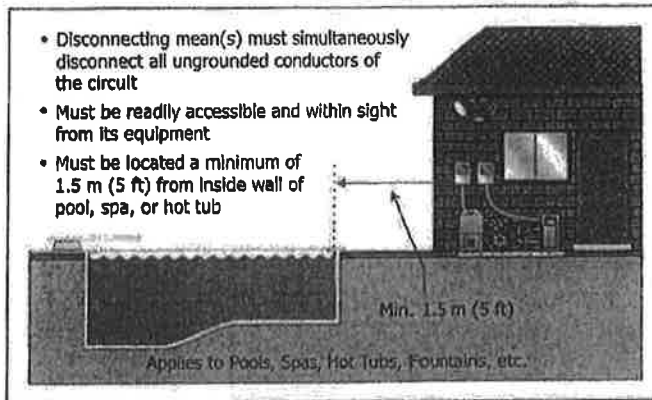 • Disconnecting mean(s) must simultaneously
disconnect all ungrounded conductors of
the circuit
• Must be readily accessible and within sight
from its equipment
• Must be located a minimum of
1.5 m (5 ft) from inside wall of
pool, spa, or hot tub
Min. 1.5 m (5 ft)
Applies to Pools, Spas, Hot Tubs, Fountains, etc.